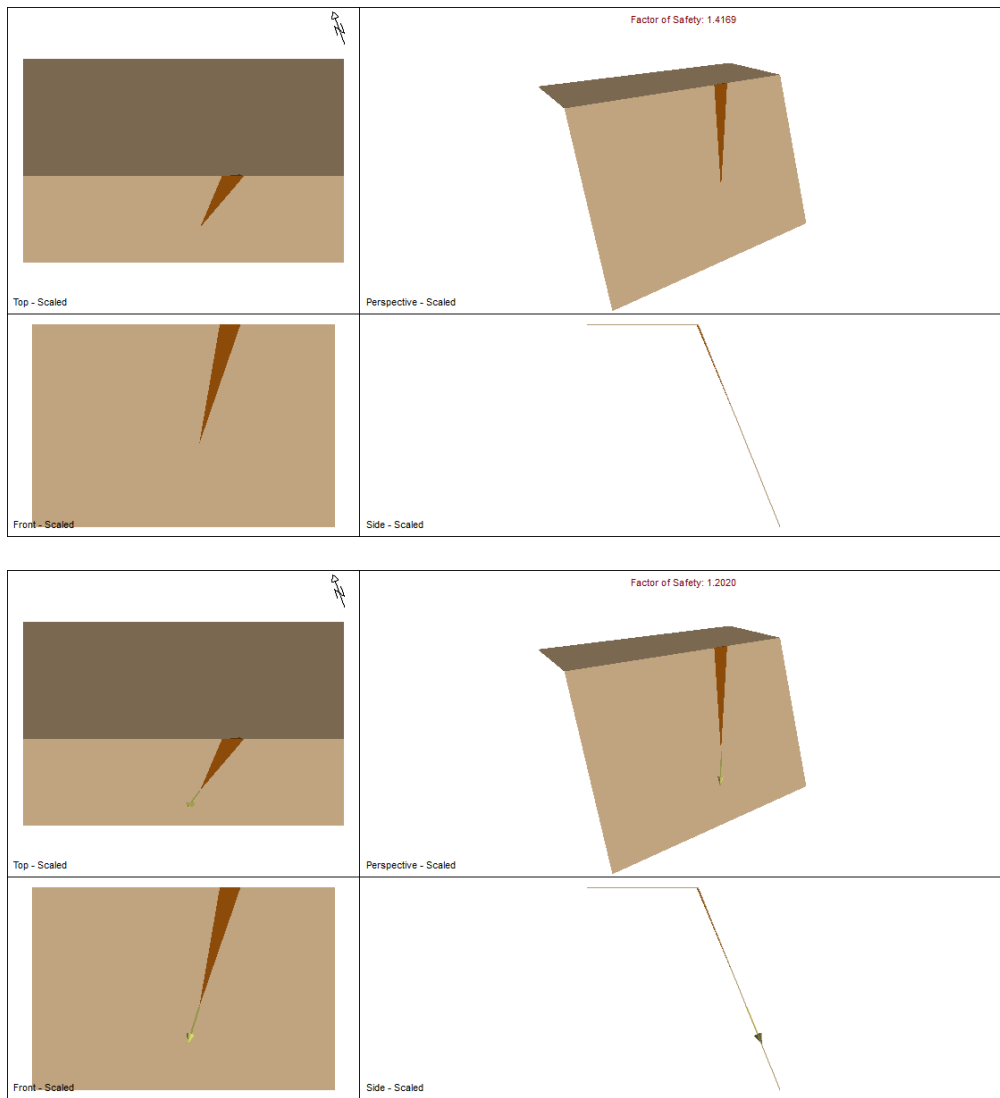 Factor of Safety: 1.4169
Top - Scaled
Perspective - Scaled
Front - Scaled
Side - Scaled
Factor of Safety: 1.2020
Top - Scaled
Perspective - Scaled
Front - Scaled
Side - Scaled